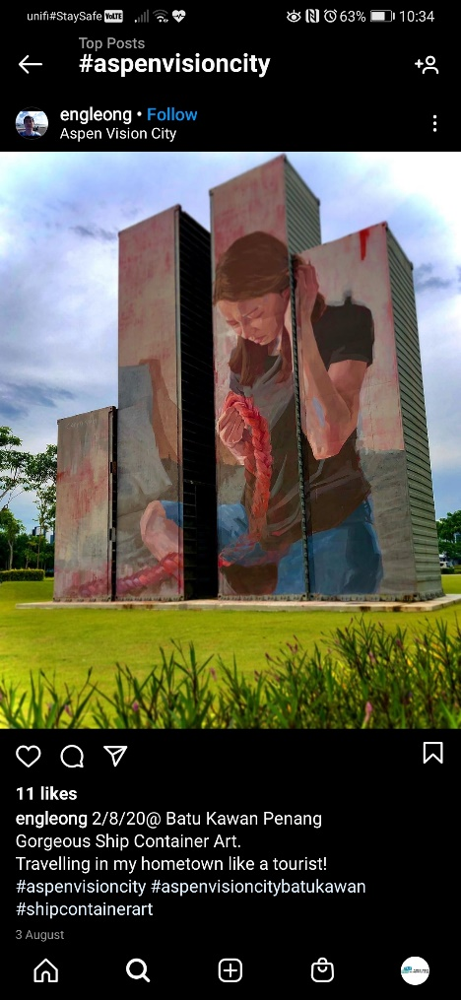 unifi#StaySafe VoLTE 63% 10:34
Top Posts
#aspenvisioncity
engleong • Follow
Aspen Vision City
11 likes
engleong 2/8/20@ Batu Kawan Penang
Gorgeous Ship Container Art.
Travelling in my hometown like a tourist!
#aspenvisioncity #aspenvisioncitybatukawan
#shipcontainerart
3 August